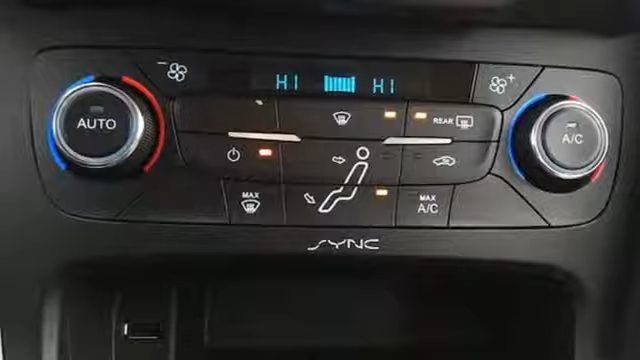 HI HI
AUTO
REAR
A/C
MAX
MAX
A/C
SYNC